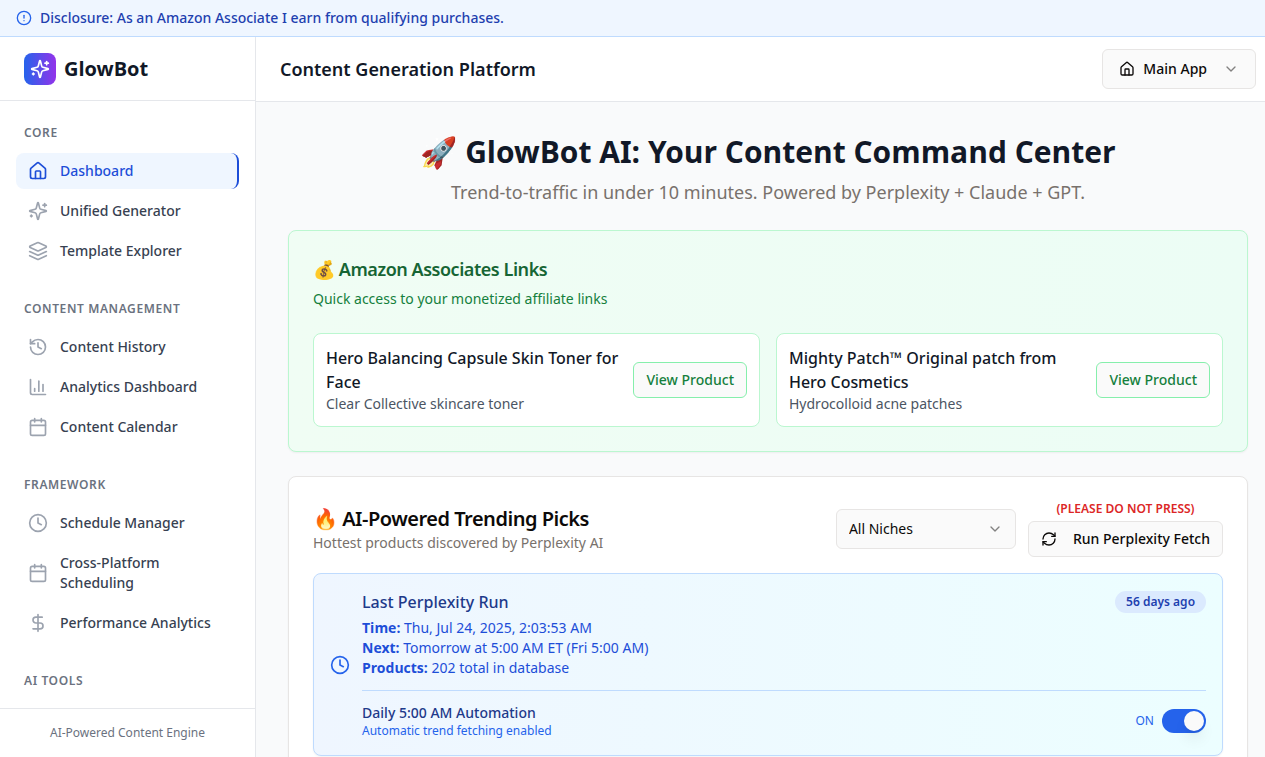 Disclosure: As an Amazon Associate I earn from qualifying purchases.
GlowBot
Content Generation Platform
Main App
CORE
Dashboard
Unified Generator
Template Explorer
CONTENT MANAGEMENT
Content History
Analytics Dashboard
Content Calendar
FRAMEWORK
Schedule Manager
Cross-Platform
Scheduling
Performance Analytics
AI TOOLS
AI-Powered Content Engine
🚀 GlowBot AI: Your Content Command Center
Trend-to-traffic in under 10 minutes. Powered by Perplexity + Claude + GPT.
💰 Amazon Associates Links
Quick access to your monetized affiliate links
Hero Balancing Capsule Skin Toner for
Face
Clear Collective skincare toner
View Product
Mighty Patch™ Original patch from
Hero Cosmetics
Hydrocolloid acne patches
View Product
🔥 AI-Powered Trending Picks
Hottest products discovered by Perplexity AI
All Niches
(PLEASE DO NOT PRESS)
Run Perplexity Fetch
Last Perplexity Run
56 days ago
Time: Thu, Jul 24, 2025, 2:03:53 AM
Next: Tomorrow at 5:00 AM ET (Fri 5:00 AM)
Products: 202 total in database
Daily 5:00 AM Automation
Automatic trend fetching enabled
ON